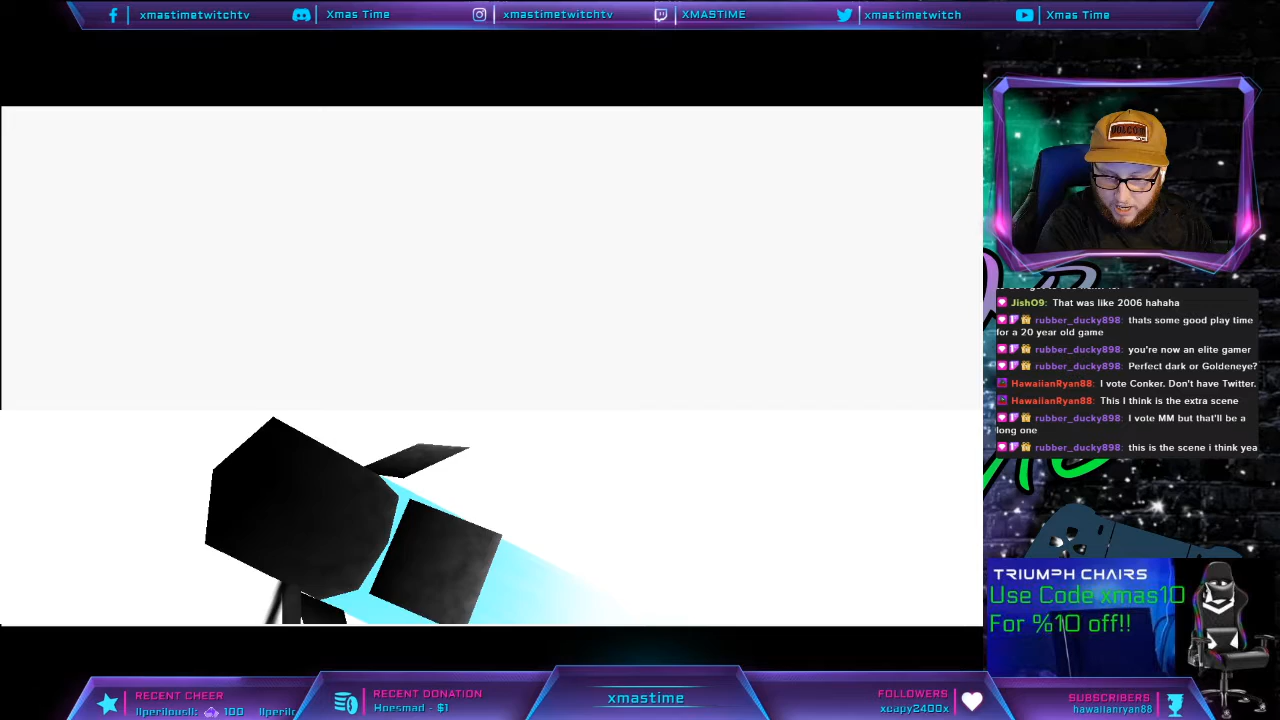 xmastimetwitchtv
Xmas Time
xmastimetwitchtv
XMASTIME
xmastimetwitch
Xmas Time
JishO9: That was like 2006 hahaha
rubber_ducky898: thats some good play time
for a 20 year old game
rubber_ducky898: you're now an elite gamer
rubber_ducky898: Perfect dark or Goldeneye?
HawaiianRyan88: I vote Conker. Don't have Twitter.
HawaiianRyan88: This I think is the extra scene
rubber_ducky898: I vote MM but that'll be a
long one
rubber_ducky898: this is the scene i think yea
TRIUMPH CHAIRS
Use Code xmas10
For %10 off!!
RECENT CHEER
100
RECENT DONATION
Hoesmad - $1
xmastime
FOLLOWERS
xcupy2400x
SUBSCRIBERS
hawaiianryan88